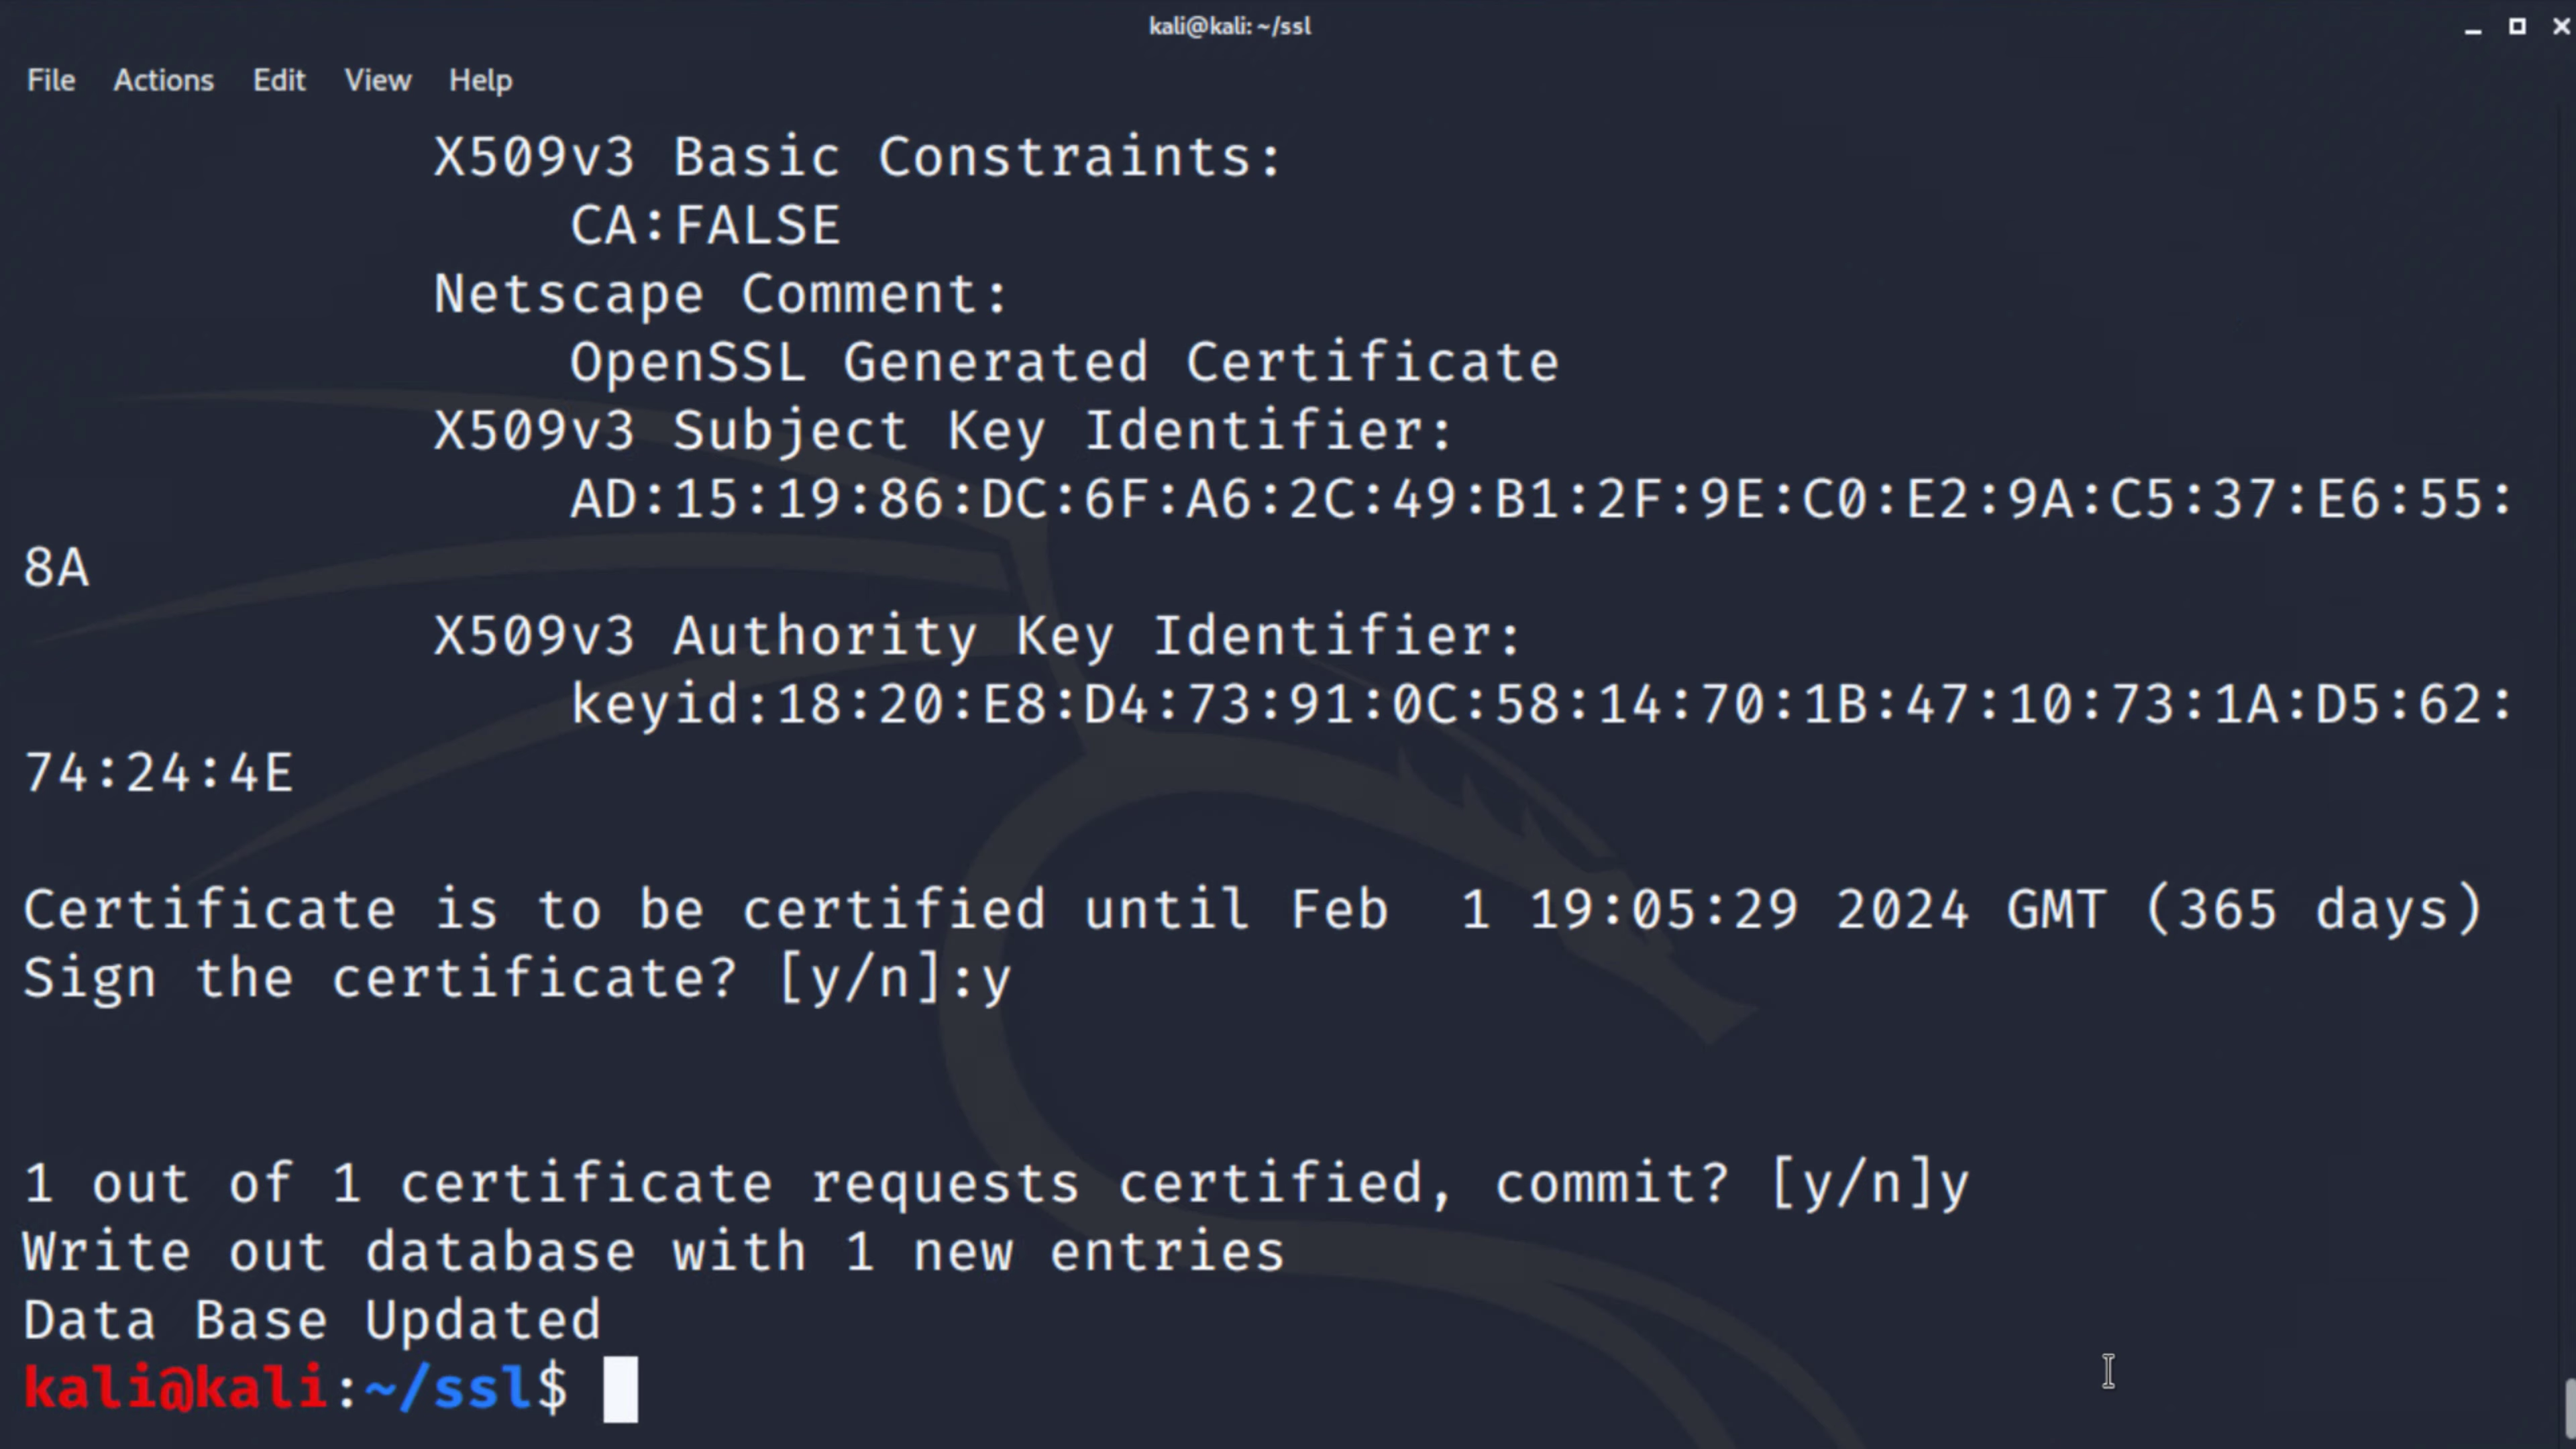 kali@kali: ~/ssl
File Actions Edit View Help
X509v3 Basic Constraints:
CA:FALSE
Netscape Comment:
OpenSSL Generated Certificate
X509v3 Subject Key Identifier:
AD:15:19:86:DC:6F:A6:2C:49:B1:2F:9E:C0:E2:9A:C5:37:E6:55:
8A
X509v3 Authority Key Identifier:
keyid:18:20:E8:D4:73:91:0C:58:14:70:1B:47:10:73:1A:D5:62:
74:24:4E
Certificate is to be certified until Feb  1 19:05:29 2024 GMT (365 days)
Sign the certificate? [y/n]:y
1 out of 1 certificate requests certified, commit? [y/n]y
Write out database with 1 new entries
Data Base Updated
kali@kali:~/ssl$